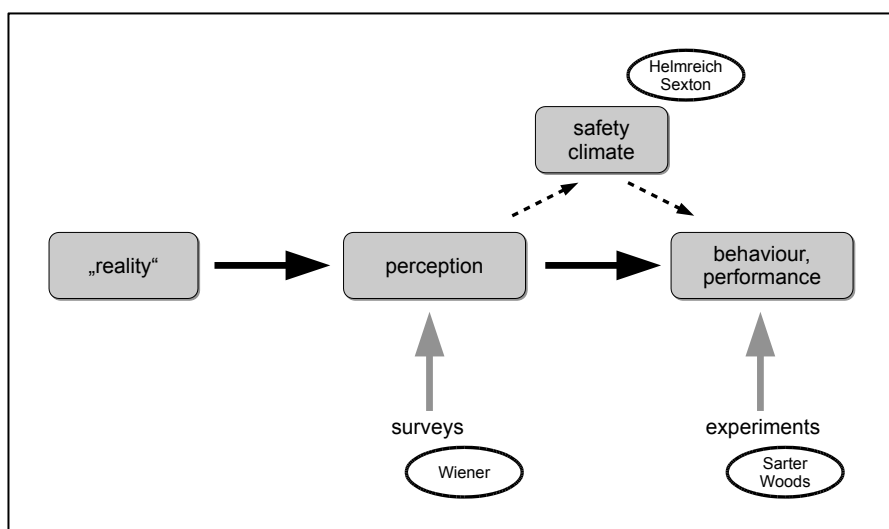 Helmreich
Sexton
safety
climate
„reality“
perception
behaviour,
performance
surveys
experiments
Wiener
Sarter
Woods